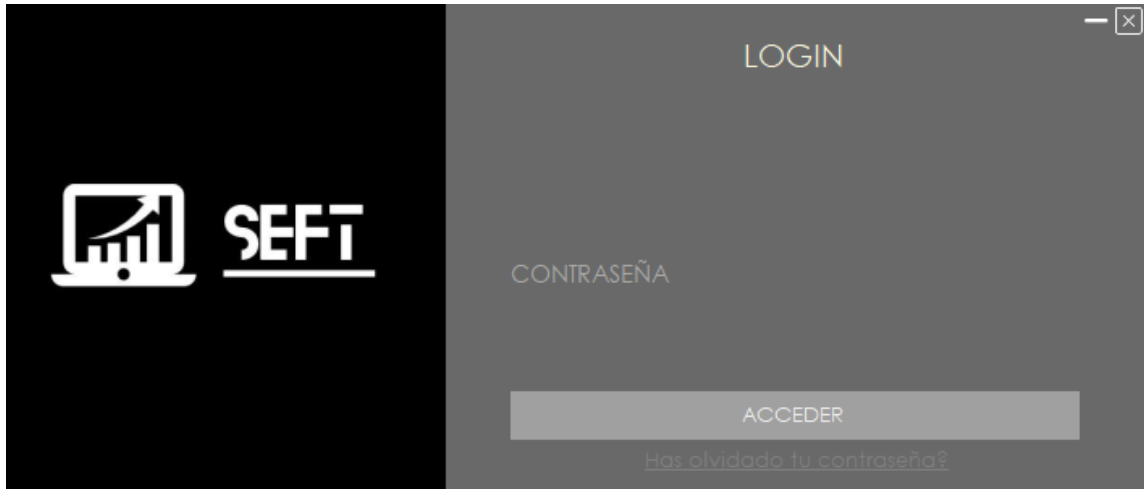 LOGIN
SEFT
CONTRASEÑA
ACCEDER
Has olvidado tu contraseña?